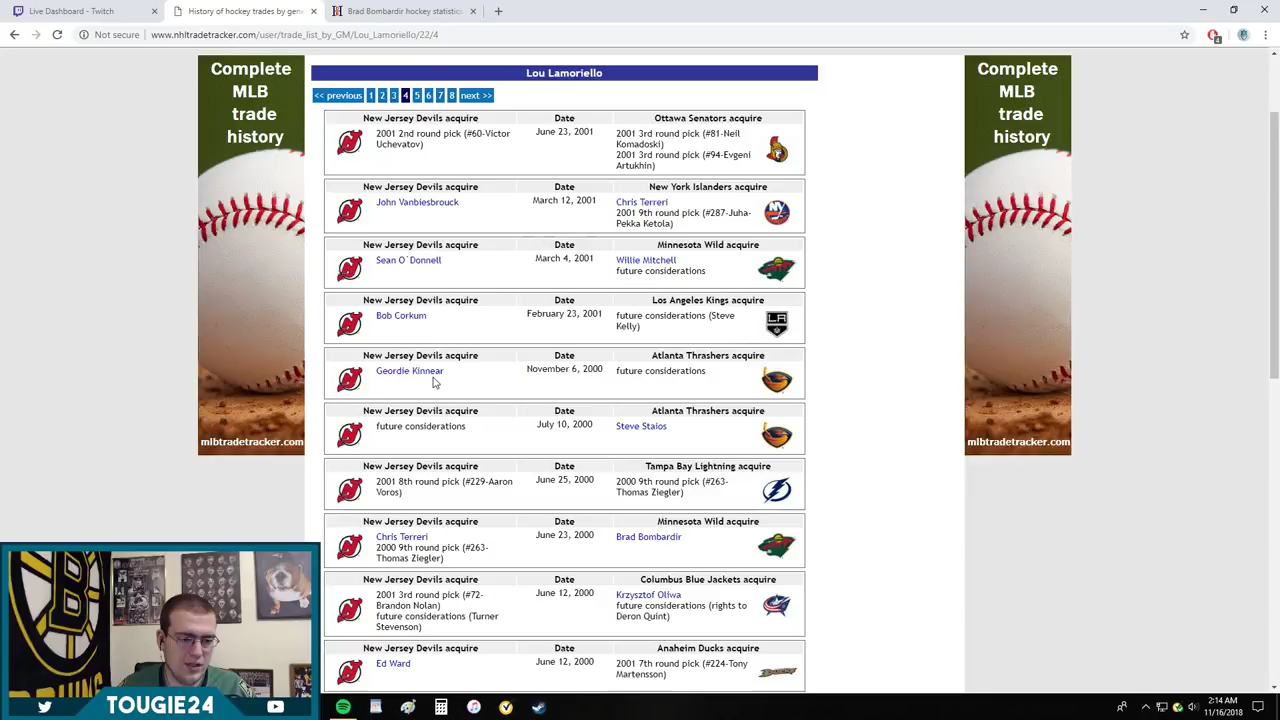 Live Dashboard - Twitch
History of hockey trades by gene
Brad Bombardir hockey statistics
Not secure
www.nhltradetracker.com/user/trade_list_by_GM/Lou_Lamoriello/22/4
Complete
MLB
trade
history
mlbtradetracker.com
Complete
MLB
trade
history
mlbtradetracker.com
Lou Lamoriello
<< previous 1 2 3 4 5 6 7 8 next >>
New Jersey Devils acquire Date Ottawa Senators acquire
2001 2nd round pick (#60-Victor June 23, 2001 2001 3rd round pick (#81-Neil
Uchevatov) Komadoski)
2001 3rd round pick (#94-Evgeni
Artukhin)
New Jersey Devils acquire Date New York Islanders acquire
John Vanbiesbrouck March 12, 2001 Chris Terreri
2001 9th round pick (#287-Juha-
Pekka Ketola)
New Jersey Devils acquire Date Minnesota Wild acquire
Sean O´Donnell March 4, 2001 Willie Mitchell
future considerations
New Jersey Devils acquire Date Los Angeles Kings acquire
Bob Corkum February 23, 2001 future considerations (Steve
Kelly)
New Jersey Devils acquire Date Atlanta Thrashers acquire
Geordie Kinnear November 6, 2000 future considerations
New Jersey Devils acquire Date Atlanta Thrashers acquire
future considerations July 10, 2000 Steve Staios
New Jersey Devils acquire Date Tampa Bay Lightning acquire
2001 8th round pick (#229-Aaron June 25, 2000 2000 9th round pick (#263-
Voros) Thomas Ziegler)
New Jersey Devils acquire Date Minnesota Wild acquire
Chris Terreri June 23, 2000 Brad Bombardir
2000 9th round pick (#263-
Thomas Ziegler)
New Jersey Devils acquire Date Columbus Blue Jackets acquire
2001 3rd round pick (#72- June 12, 2000 Krzysztof Oliwa
Brandon Nolan) future considerations (rights to
future considerations (Turner Deron Quint)
Stevenson)
New Jersey Devils acquire Date Anaheim Ducks acquire
Ed Ward June 12, 2000 2001 7th round pick (#224-Tony
Martensson)
TOUGIE24
2:14 AM
11/16/2018